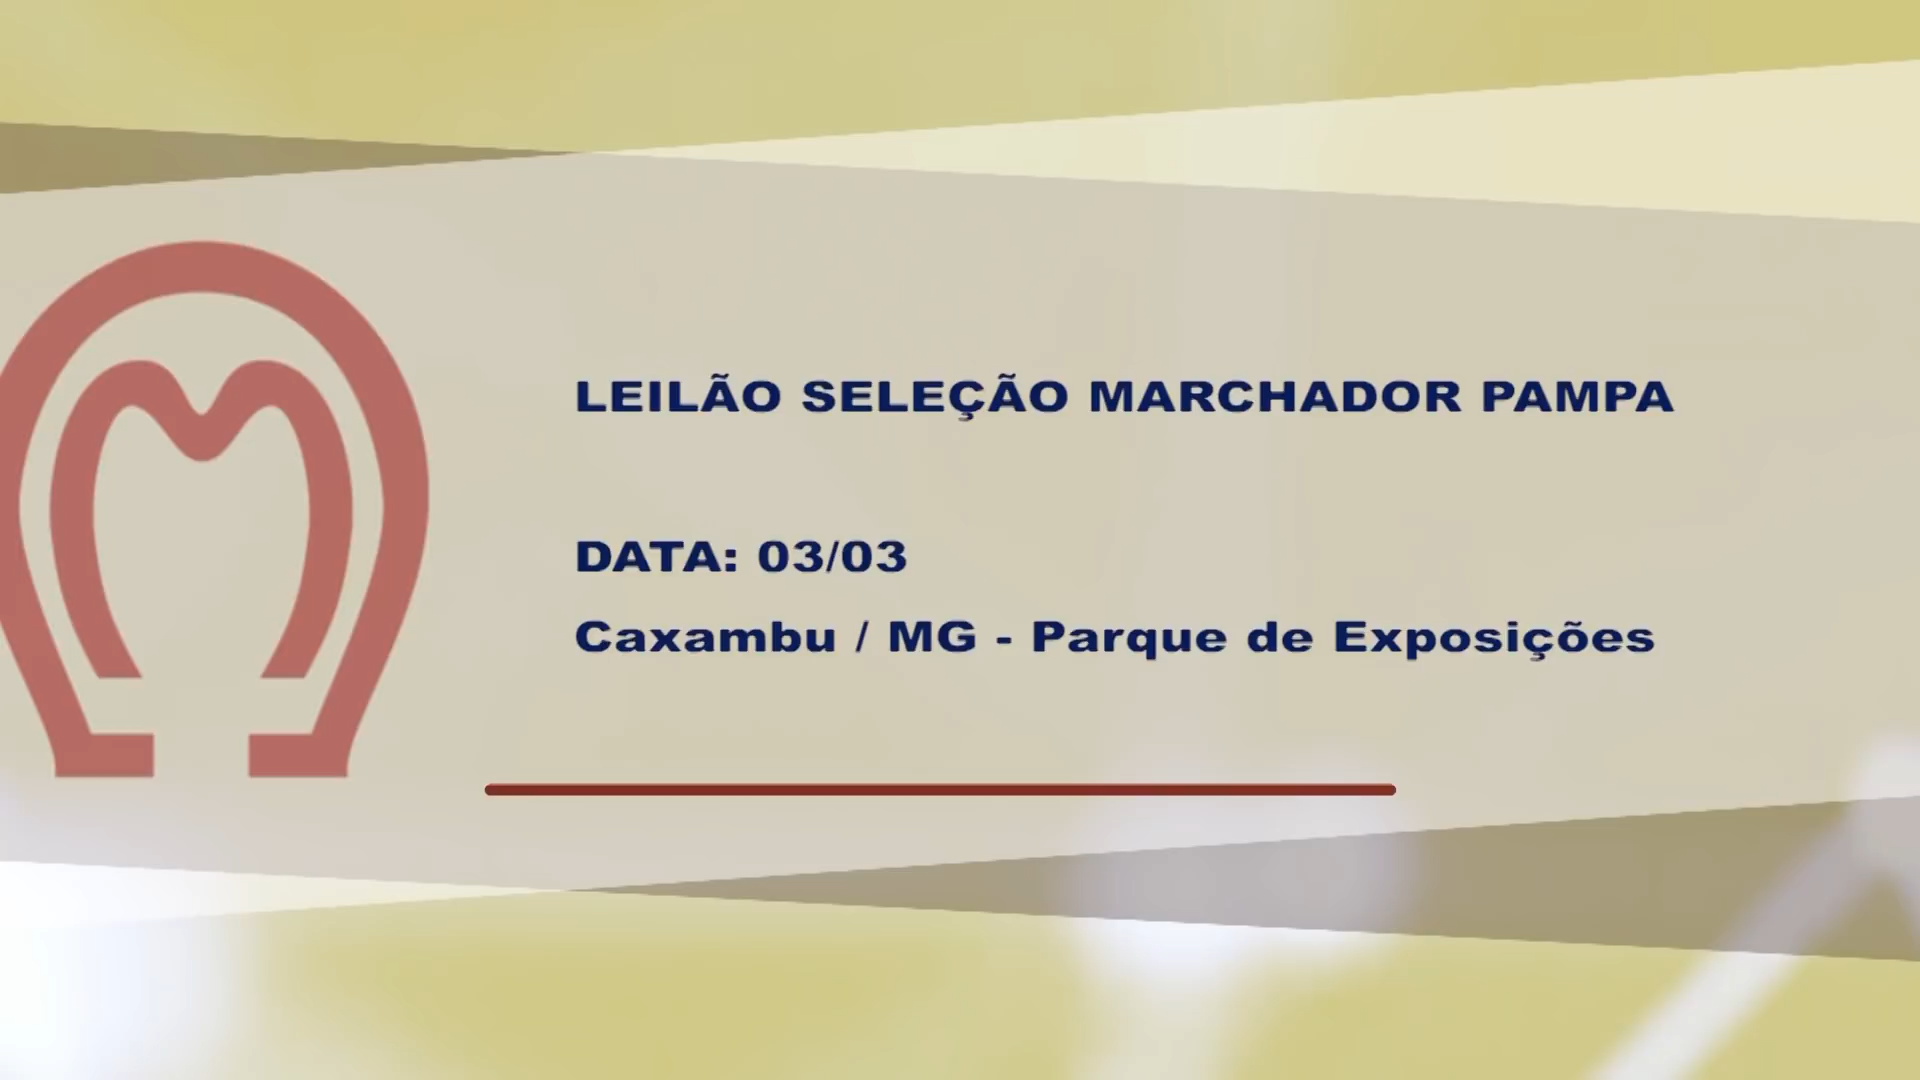 LEILÃO SELEÇÃO MARCHADOR PAMPA
DATA: 03/03
Caxambu / MG - Parque de Exposições